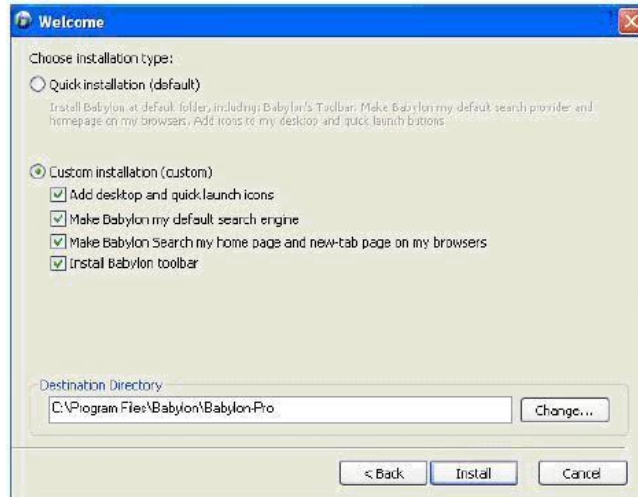 Welcome
Choose installation type:
Quick installation (default)
Install Babylon at default folder, including: Babylon's Toolbar. Make Babylon my default search provider and
homepage on my browsers. Add icons to my desktop and quick launch buttons
Custom installation (custom)
Add desktop and quick launch icons
Make Babylon my default search engine
Make Babylon Search my home page and new-tab page on my browsers
Install Babylon toolbar
Destination Directory
C:\Program Files\Babylon\Babylon-Pro
Change...
< Back
Install
Cancel